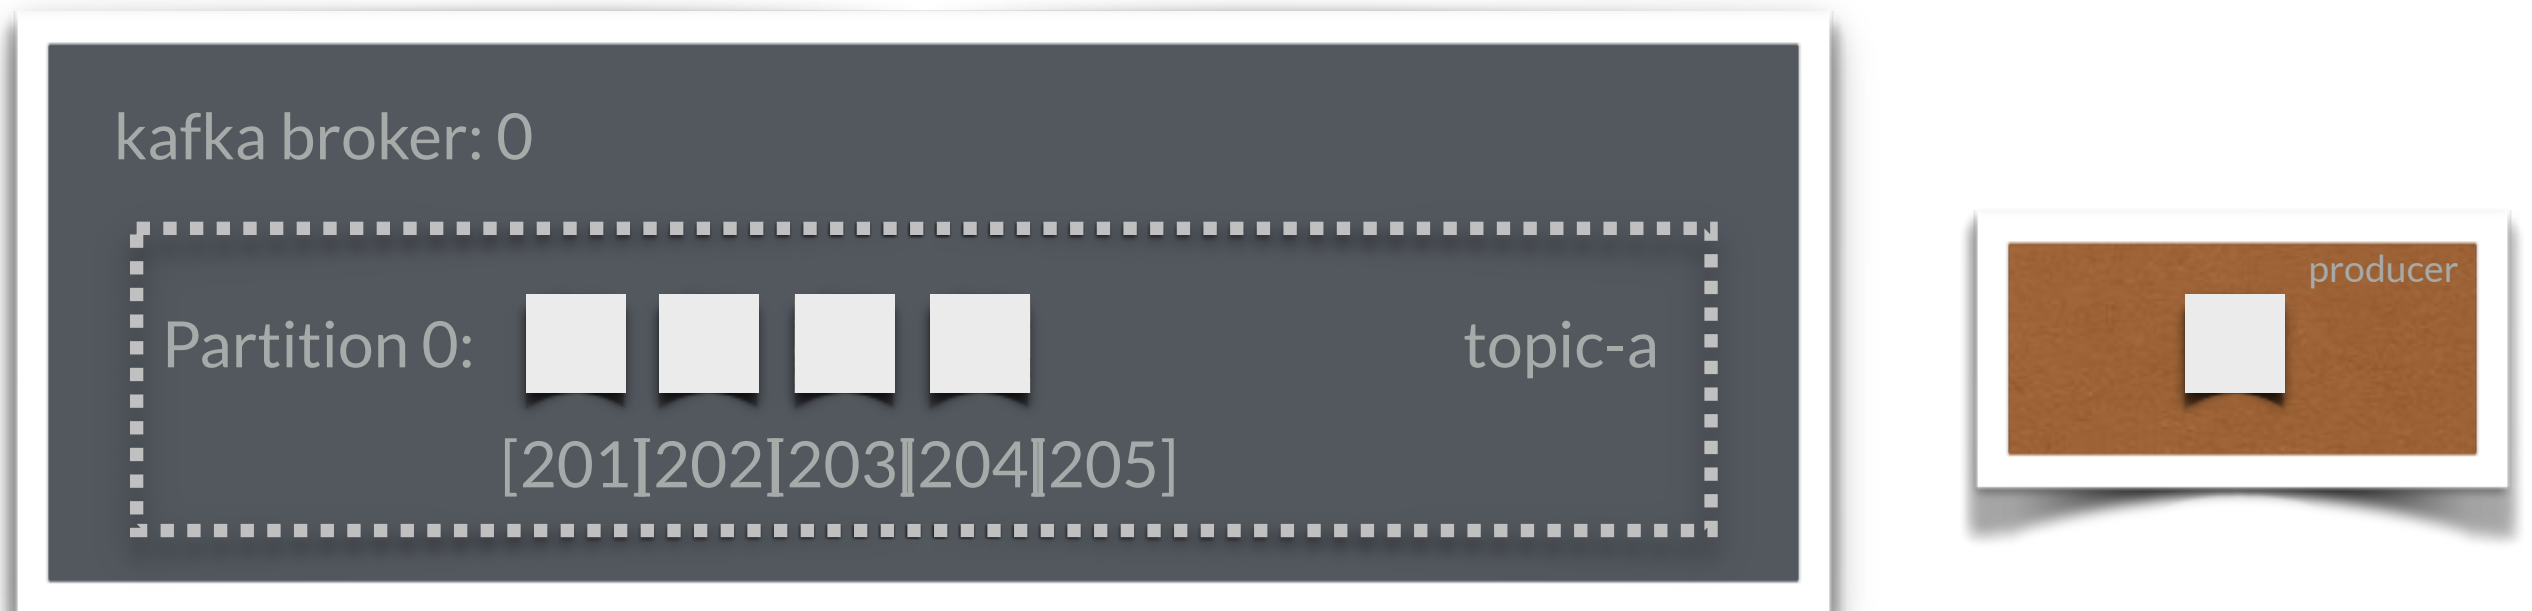 kafka broker: 0
producer
Partition 0:
topic-a
[201][202][203][204][205]